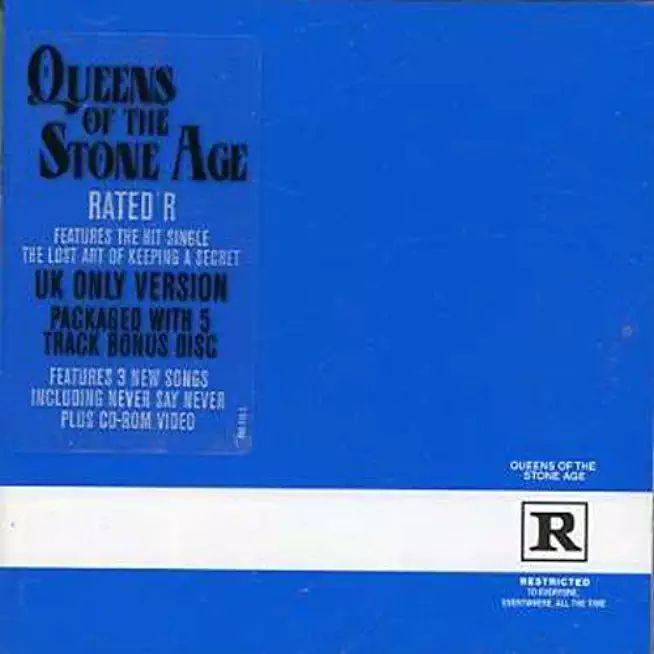 QUEENS
OF THE
STONE AGE
RATED R
FEATURES THE HIT SINGLE
THE LOST ART OF KEEPING A SECRET
UK ONLY VERSION
PACKAGED WITH 5
TRACK BONUS DISC
FEATURES 3 NEW SONGS
INCLUDING NEVER SAY NEVER
PLUS CD-ROM VIDEO
QUEENS OF THE
STONE AGE
R
RESTRICTED
TO EVERYONE,
EVERYWHERE, ALL THE TIME